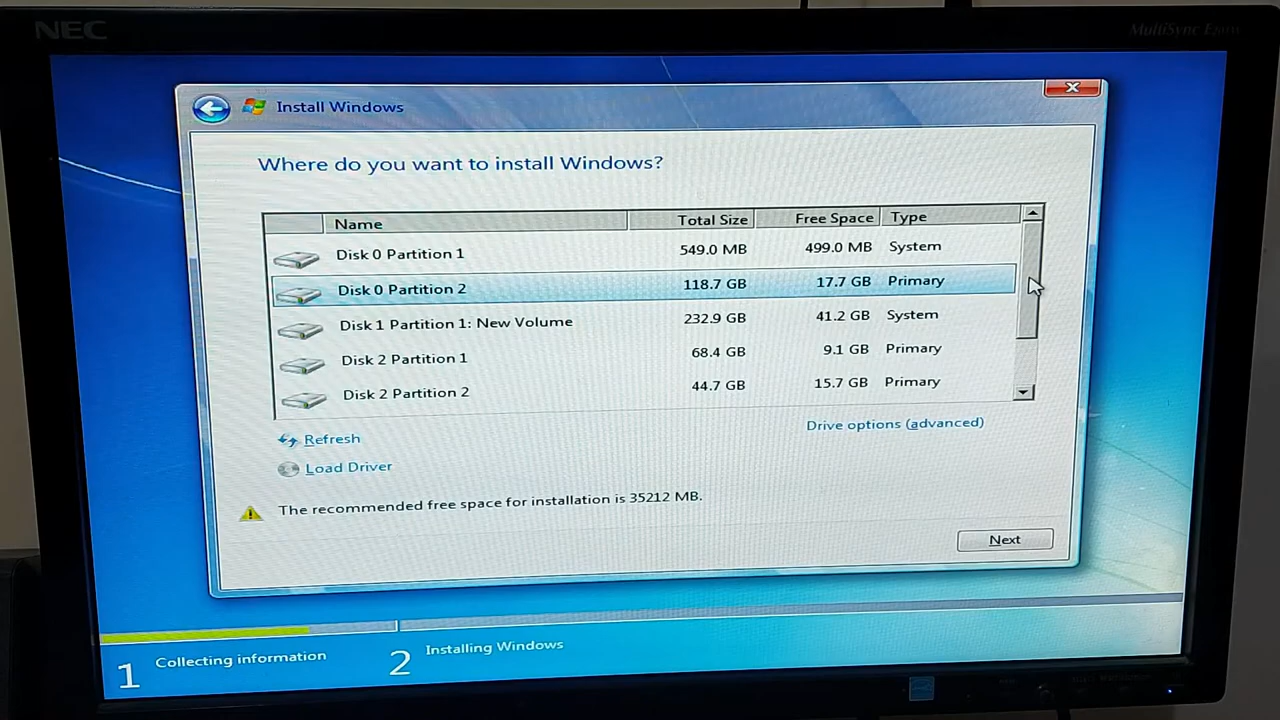 NEC
MultiSync
Install Windows
Where do you want to install Windows?
Name Total Size Free Space Type
Disk 0 Partition 1 549.0 MB 499.0 MB System
Disk 0 Partition 2 118.7 GB 17.7 GB Primary
Disk 1 Partition 1: New Volume 232.9 GB 41.2 GB System
Disk 2 Partition 1 68.4 GB 9.1 GB Primary
Disk 2 Partition 2 44.7 GB 15.7 GB Primary
Refresh
Drive options (advanced)
Load Driver
The recommended free space for installation is 35212 MB.
Next
1 Collecting information
2 Installing Windows